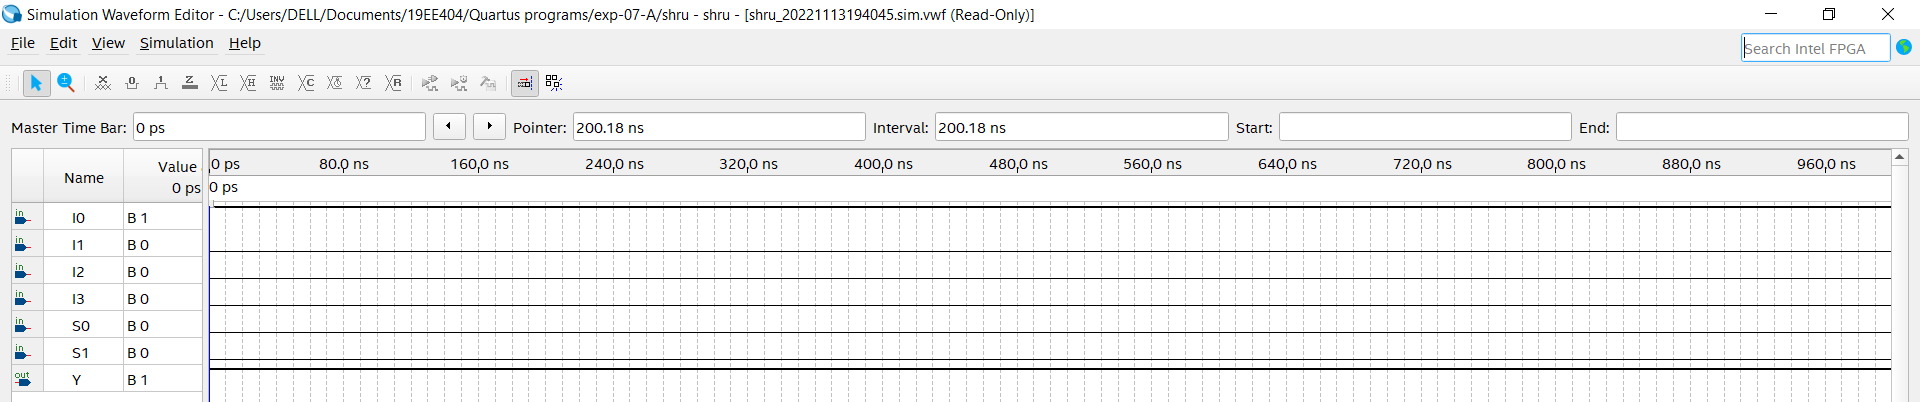 Simulation Waveform Editor - C:/Users/DELL/Documents/19EE404/Quartus programs/exp-07-A/shru - shru - [shru_20221113194045.sim.vwf (Read-Only)]
File Edit View Simulation Help Search Intel FPGA
Master Time Bar: 0 ps Pointer: 200.18 ns Interval: 200.18 ns Start: End:
Name Value 0 ps 80.0 ns 160.0 ns 240.0 ns 320.0 ns 400.0 ns 480.0 ns 560.0 ns 640.0 ns 720.0 ns 800.0 ns 880.0 ns 960.0 ns
0 ps 0 ps
in I0 B 1
in I1 B 0
in I2 B 0
in I3 B 0
in S0 B 0
in S1 B 0
out Y B 1